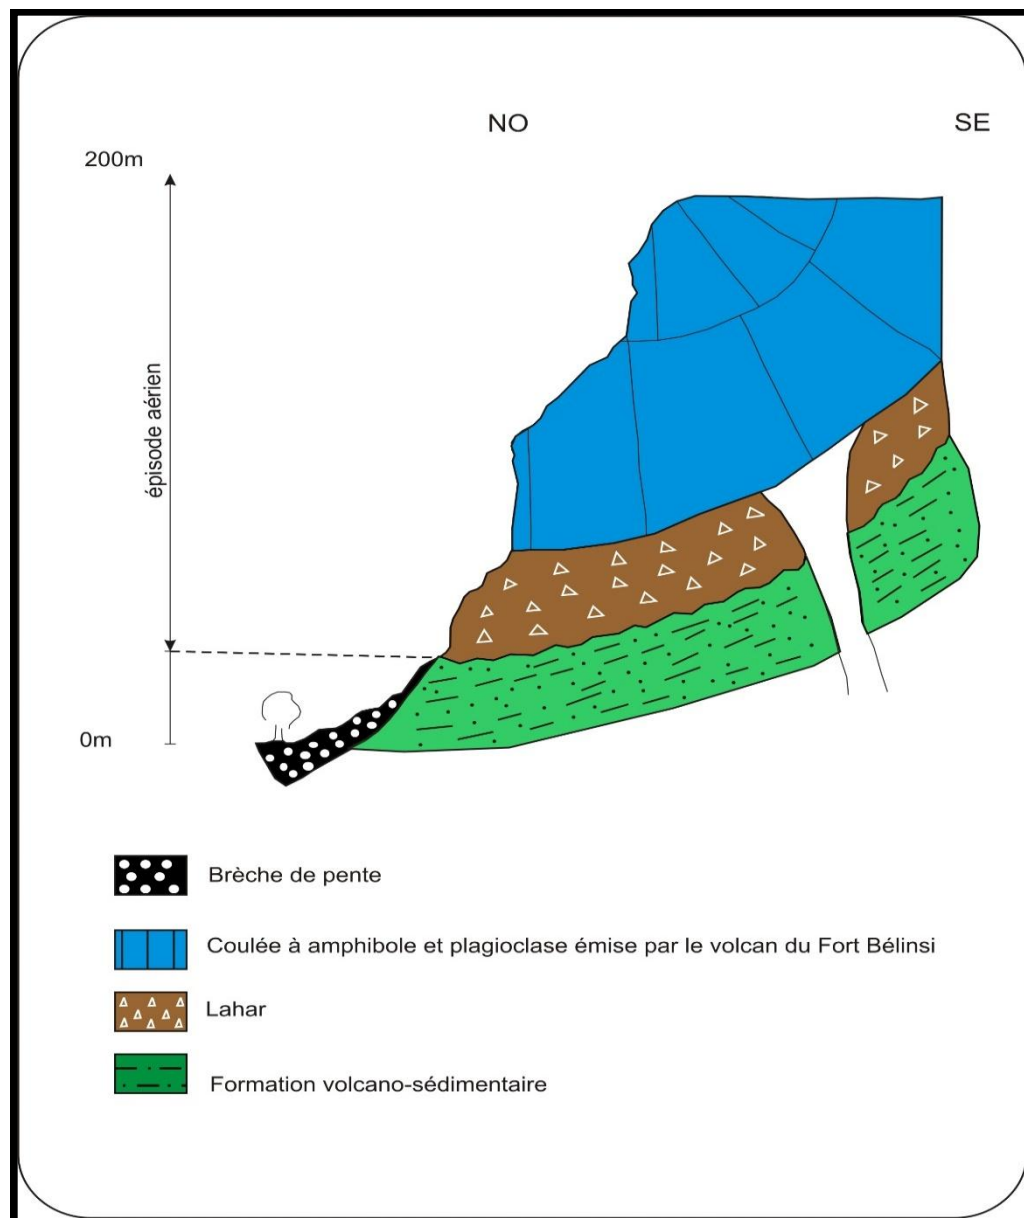 NO
SE
200m
épisode aérien
0m
Brèche de pente
Coulée à amphibole et plagioclase émise par le volcan du Fort Bélinsi
Lahar
Formation volcano-sédimentaire